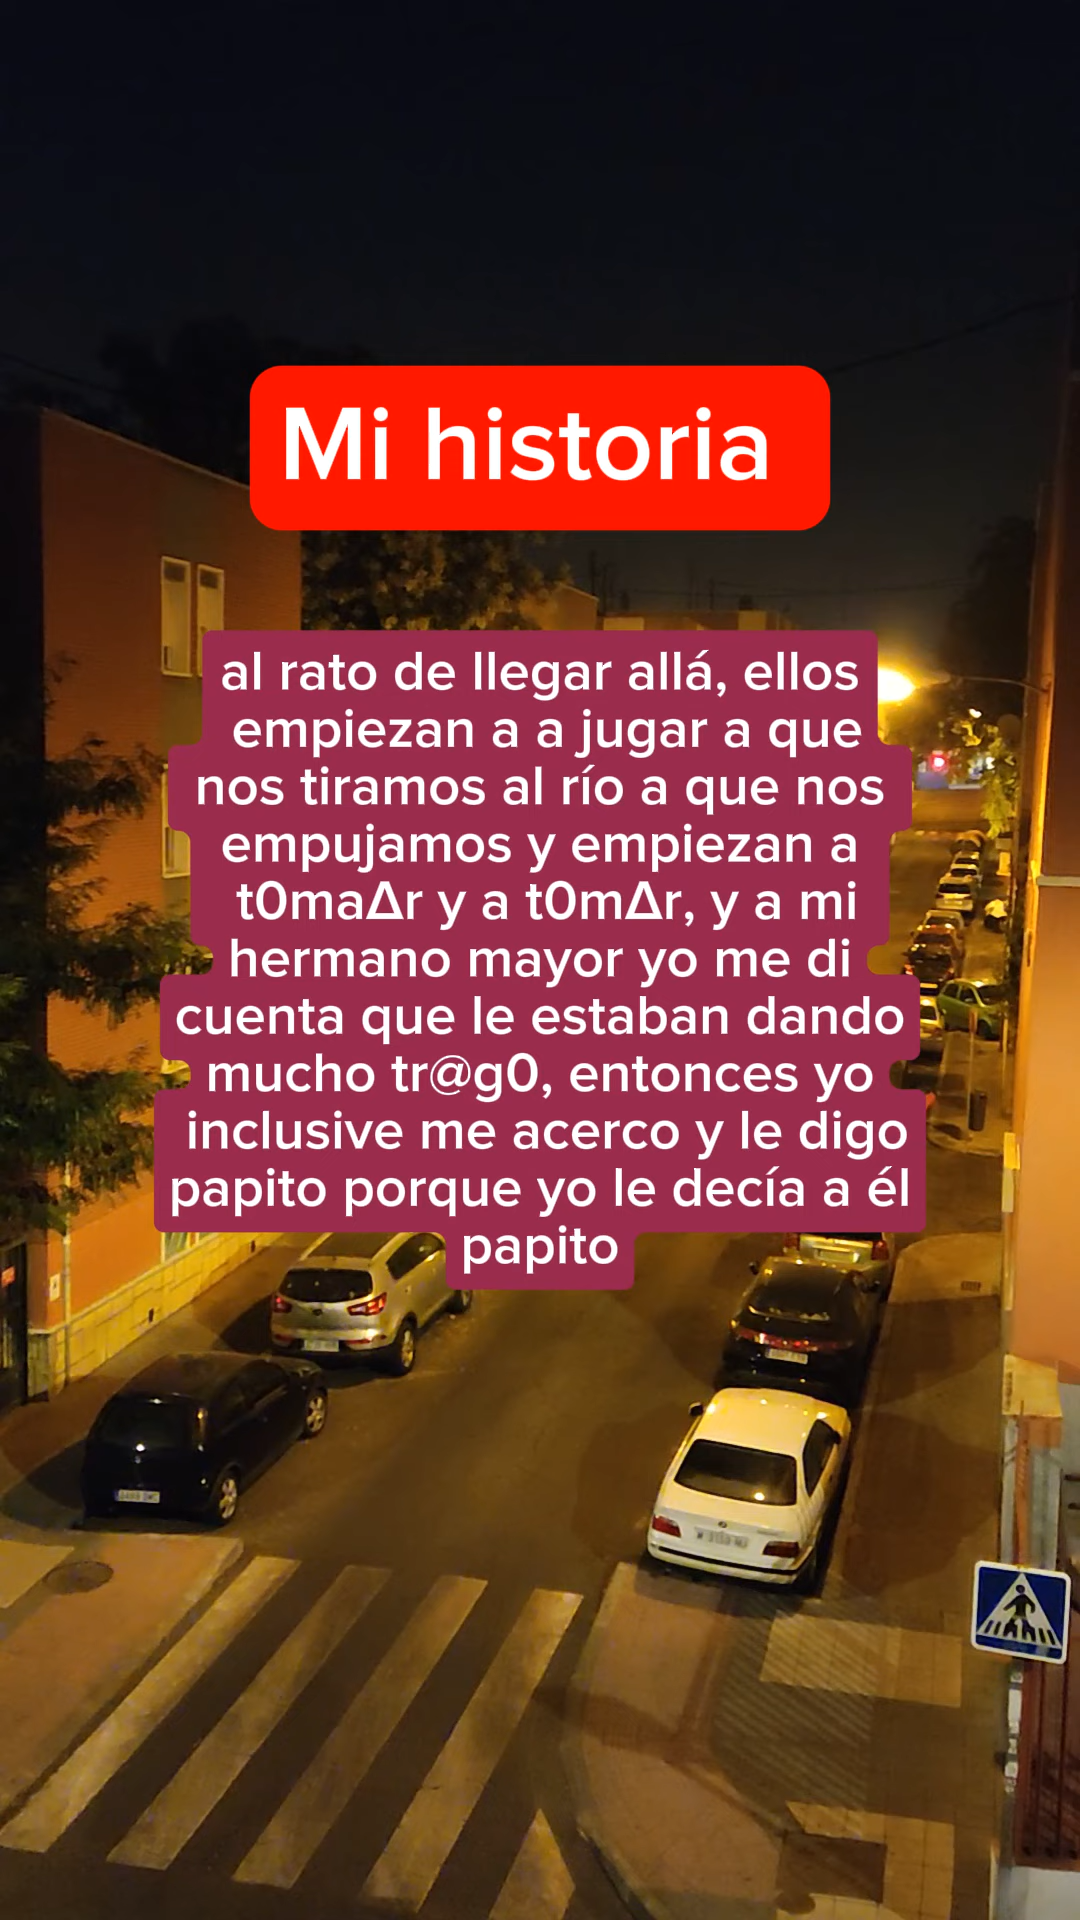 Mi historia
al rato de llegar allá, ellos
empiezan a a jugar a que
nos tiramos al río a que nos
empujamos y empiezan a
t0ma∆r y a t0m∆r, y a mi
hermano mayor yo me di
cuenta que le estaban dando
mucho tr@g0, entonces yo
inclusive me acerco y le digo
papito porque yo le decía a él
papito